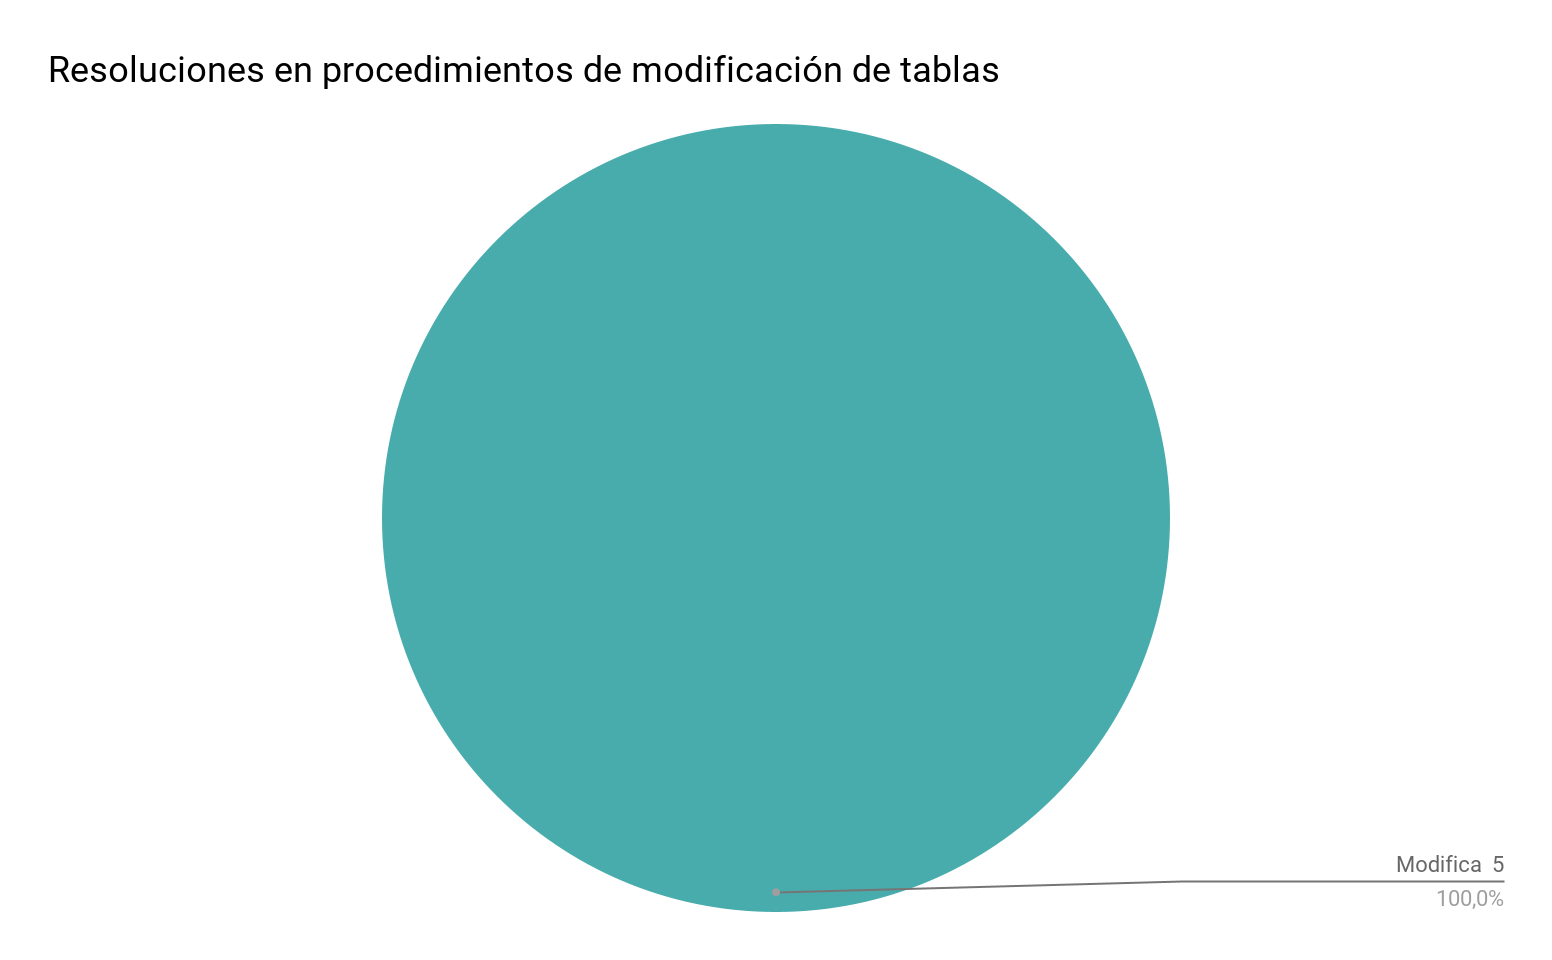 Resoluciones en procedimientos de modificación de tablas
Modifica 5
100,0%